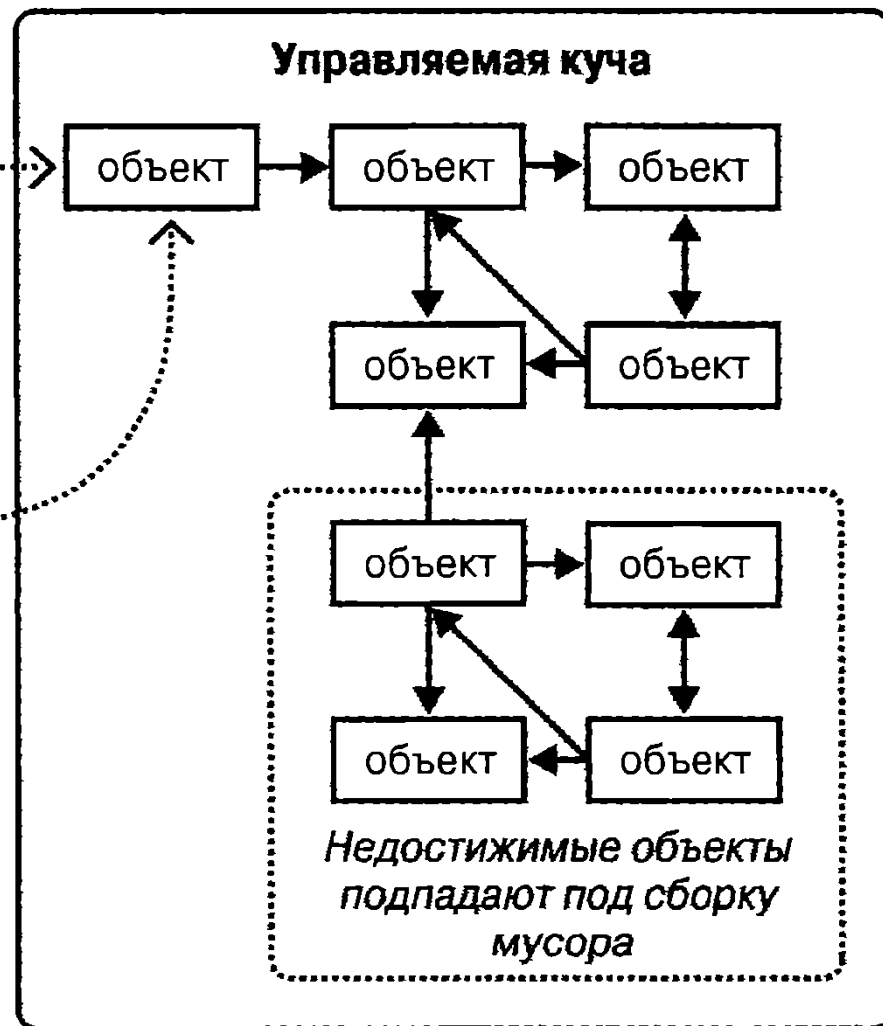 Управляемая куча
объект объект объект
объект объект
объект объект
объект объект
Недостижимые объекты
подпадают под сборку
мусора